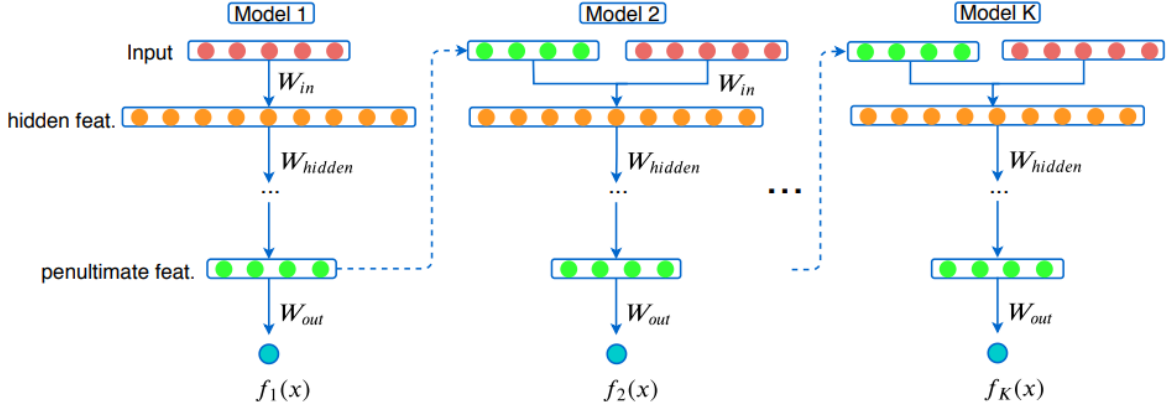 Model 1 Model 2 Model K
Input
W_in W_in
hidden feat.
W_hidden W_hidden W_hidden
... ... ... ...
penultimate feat.
W_out W_out W_out
f_1(x) f_2(x) f_K(x)